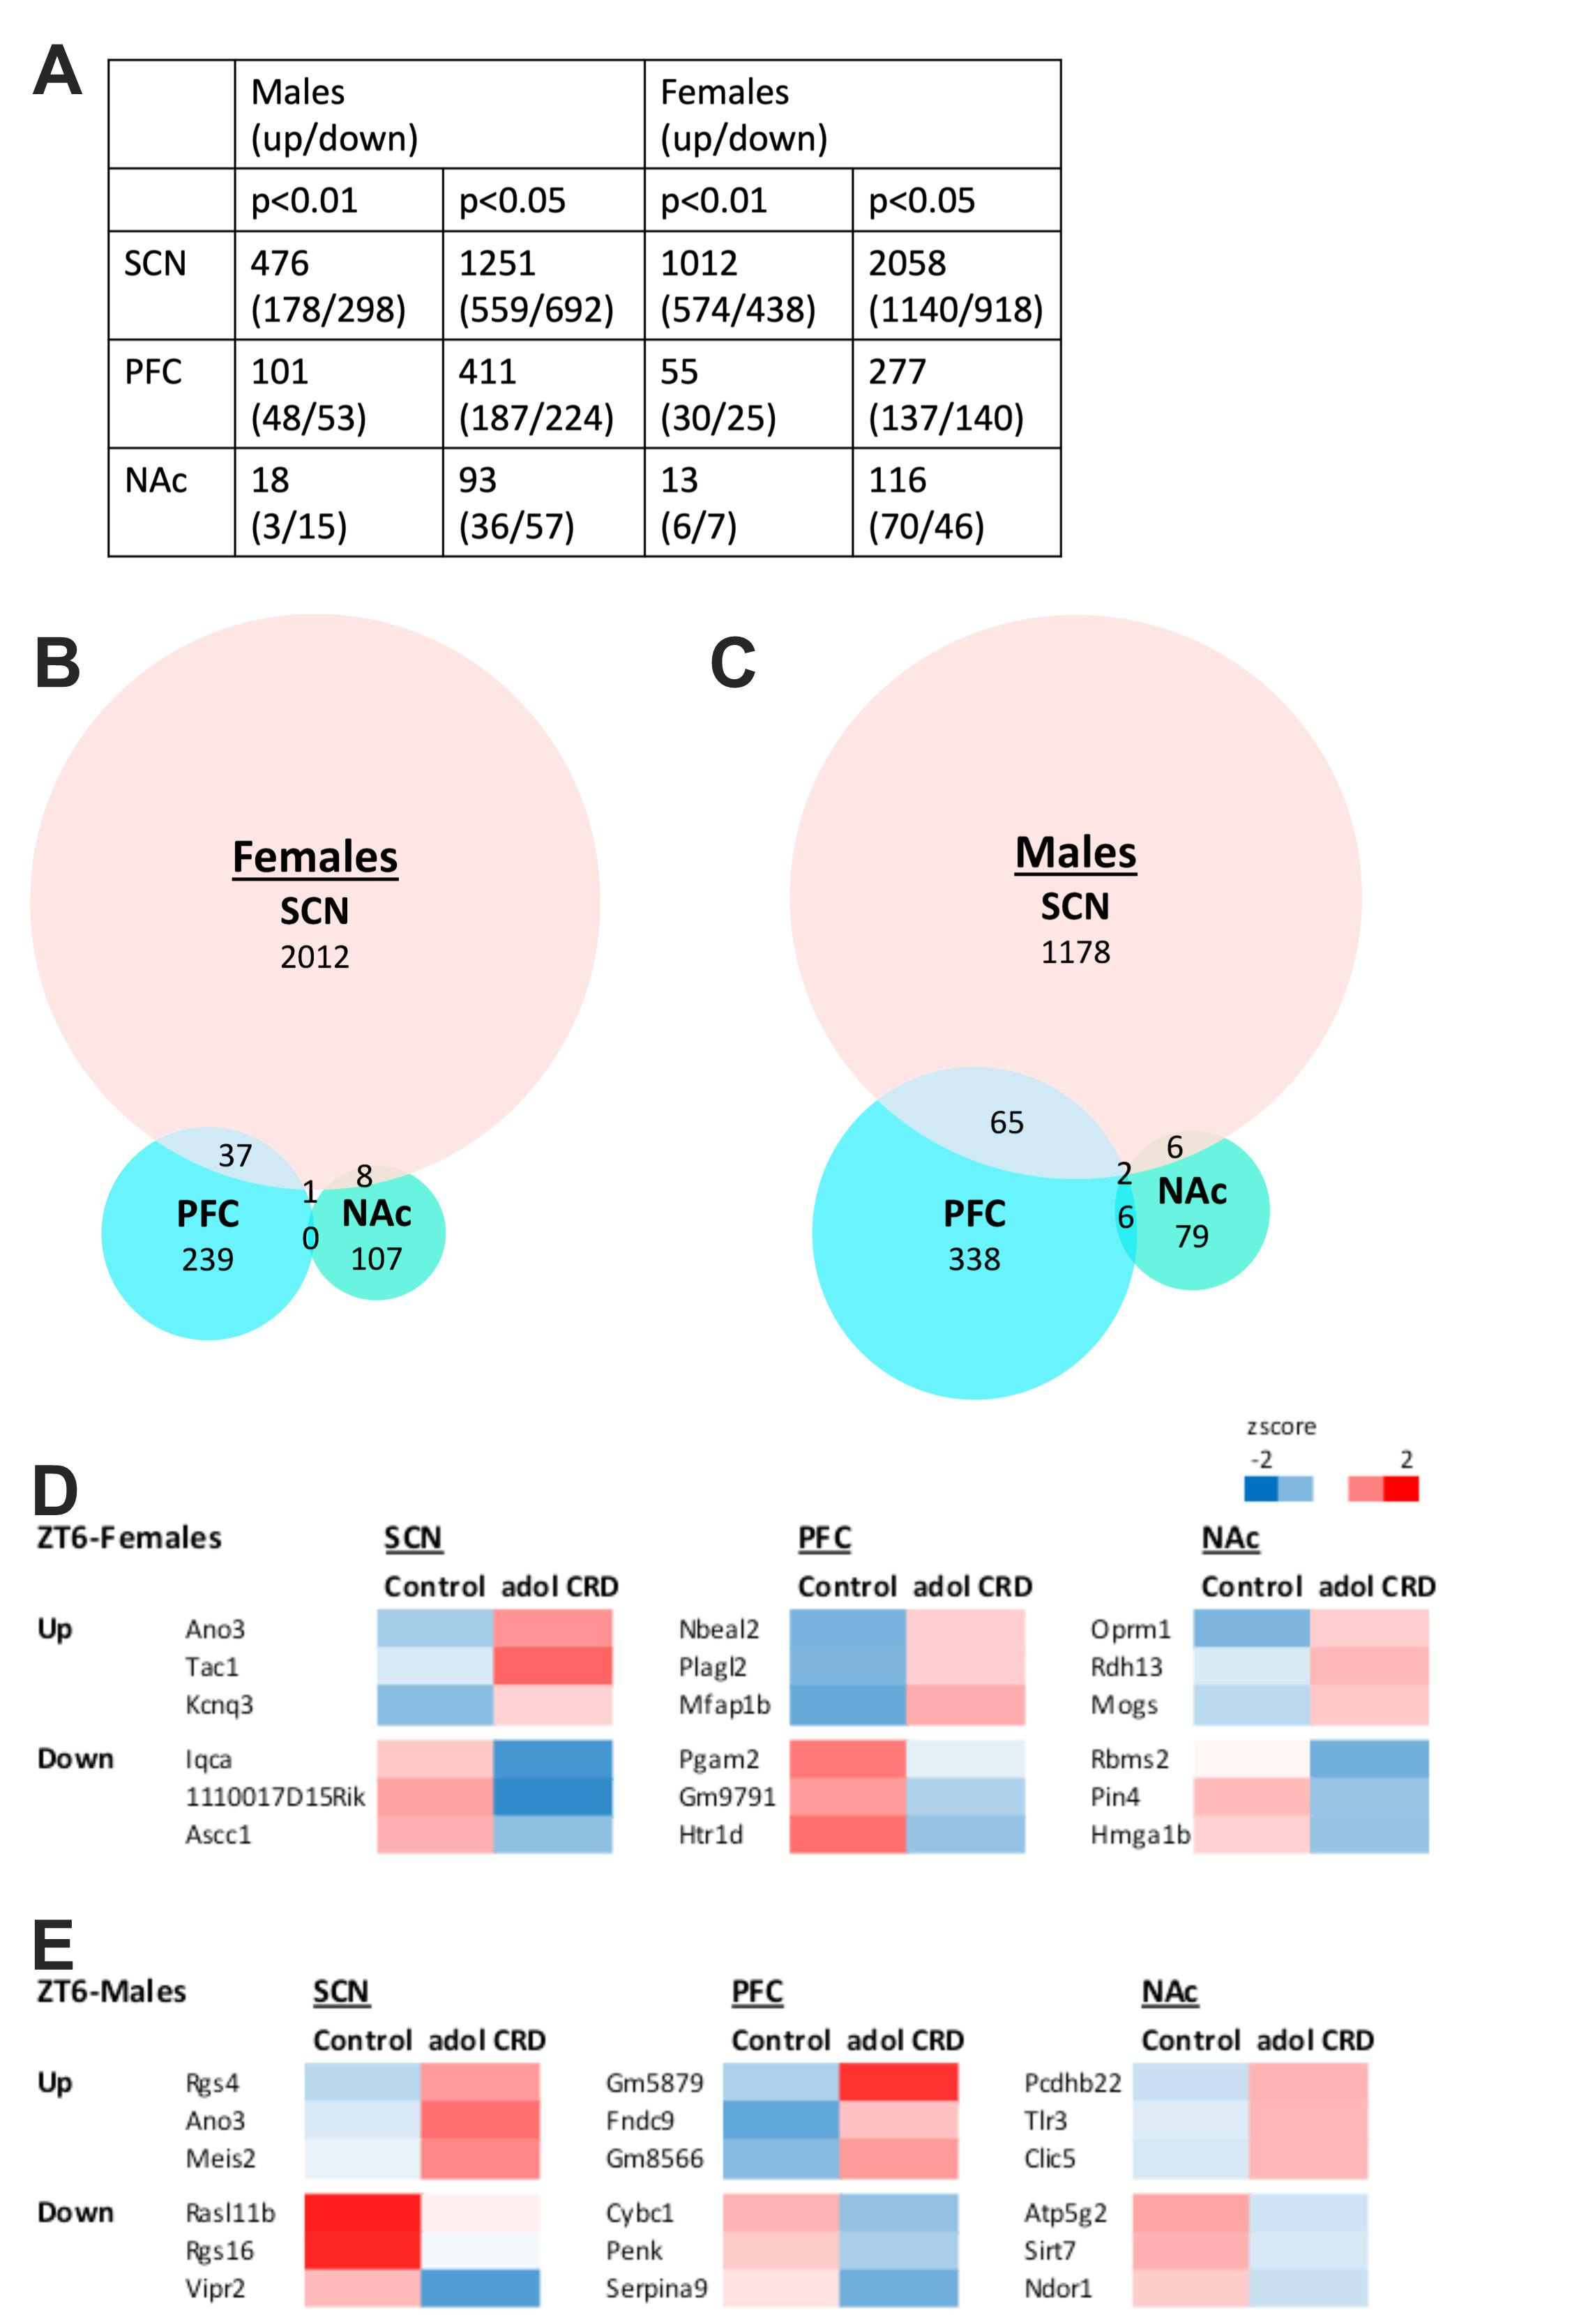 A
Males Females
(up/down) (up/down)
p<0.01 p<0.05 p<0.01 p<0.05
SCN 476 1251 1012 2058
(178/298) (559/692) (574/438) (1140/918)
PFC 101 411 55 277
(48/53) (187/224) (30/25) (137/140)
NAc 18 93 13 116
(3/15) (36/57) (6/7) (70/46)
B
Females
SCN
2012
37
1
8
PFC
0
NAc
239
107
C
Males
SCN
1178
65
6
2
NAc
PFC
6
338
79
zscore
-2 2
D
ZT6-Females SCN PFC NAc
Control adol CRD Control adol CRD Control adol CRD
Up Ano3 Nbeal2 Oprm1
Tac1 Plagl2 Rdh13
Kcnq3 Mfap1b Mogs
Down Iqca Pgam2 Rbms2
1110017D15Rik Gm9791 Pin4
Ascc1 Htr1d Hmga1b
E
ZT6-Males SCN PFC NAc
Control adol CRD Control adol CRD Control adol CRD
Up Rgs4 Gm5879 Pcdhb22
Ano3 Fndc9 Tlr3
Meis2 Gm8566 Clic5
Down Rasl11b Cybc1 Atp5g2
Rgs16 Penk Sirt7
Vipr2 Serpina9 Ndor1